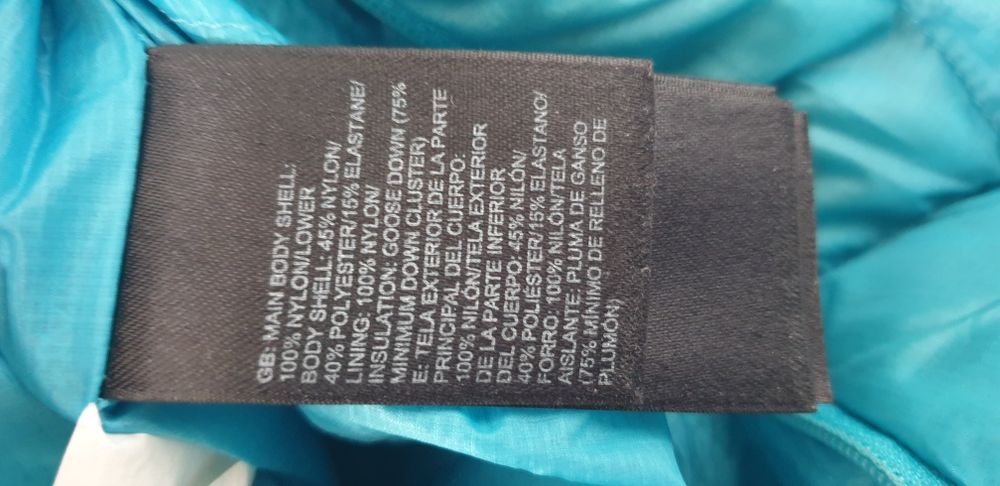 GB: MAIN BODY SHELL:
100% NYLON/LOWER
BODY SHELL: 45% NYLON/
40% POLYESTER/15% ELASTANE/
LINING: 100% NYLON/
INSULATION: GOOSE DOWN (75%
MINIMUM DOWN CLUSTER)
E: TELA EXTERIOR DE LA PARTE
PRINCIPAL DEL CUERPO:
100% NILÓN/TELA EXTERIOR
DE LA PARTE INFERIOR
DEL CUERPO: 45% NILÓN/
40% POLIÉSTER/15% ELASTANO/
FORRO: 100% NILÓN/TELA
AISLANTE: PLUMA DE GANSO
(75% MÍNIMO DE RELLENO DE
PLUMÓN)